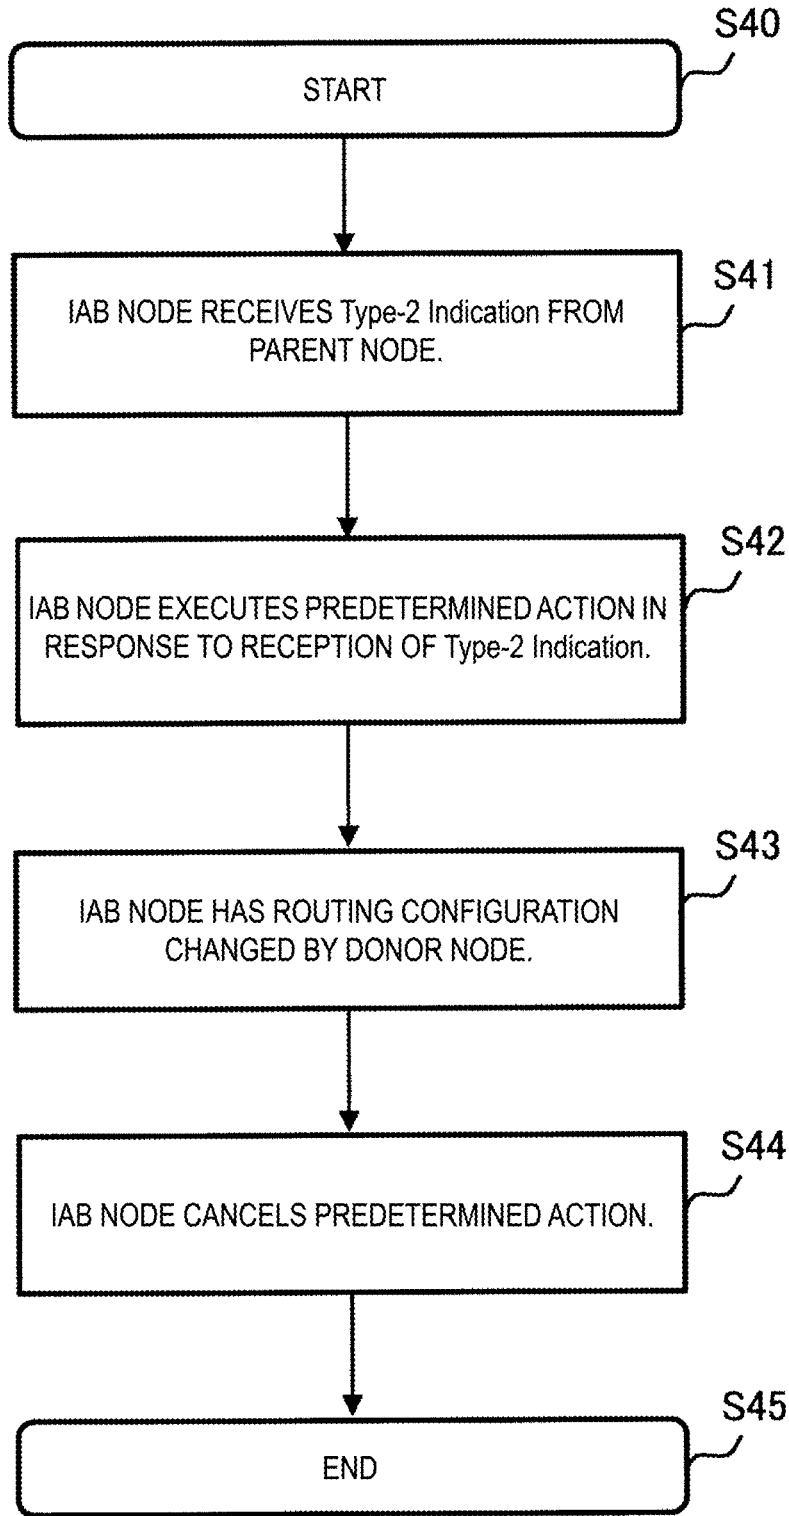 S40
START
S41
IAB NODE RECEIVES Type-2 Indication FROM
PARENT NODE.
S42
IAB NODE EXECUTES PREDETERMINED ACTION IN
RESPONSE TO RECEPTION OF Type-2 Indication.
S43
IAB NODE HAS ROUTING CONFIGURATION
CHANGED BY DONOR NODE.
S44
IAB NODE CANCELS PREDETERMINED ACTION.
S45
END